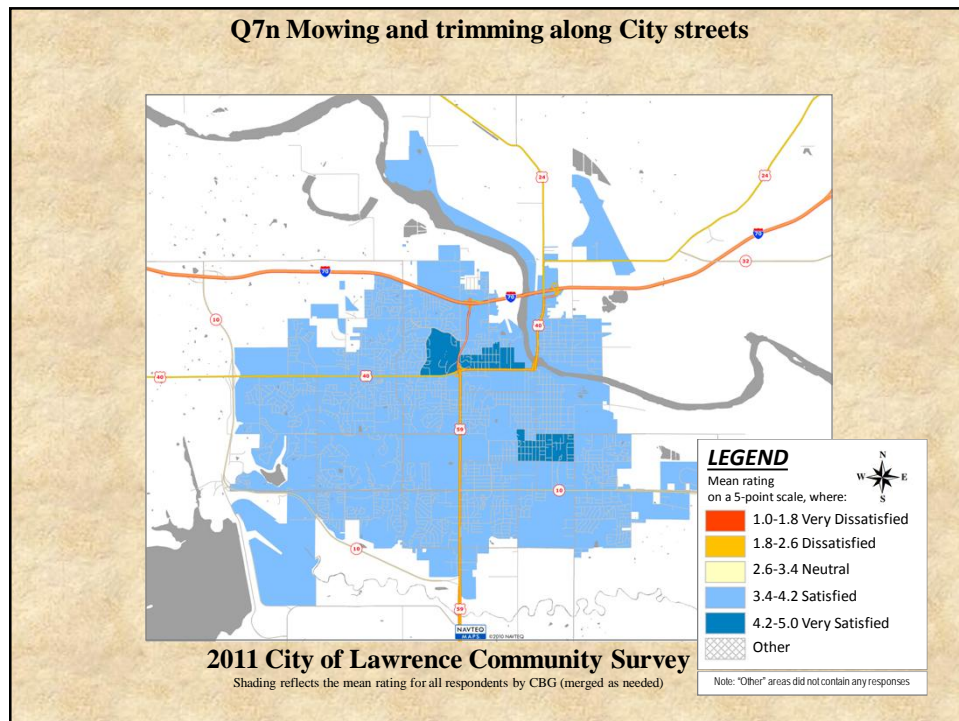 Q7n Mowing and trimming along City streets
24
24
70
32
70
70
10
40
40
40
59
10
10
59
NAVTEQ
MAPS
©2010 NAVTEQ
LEGEND
Mean rating
on a 5-point scale, where:
N
W E
S
1.0-1.8 Very Dissatisfied
1.8-2.6 Dissatisfied
2.6-3.4 Neutral
3.4-4.2 Satisfied
4.2-5.0 Very Satisfied
Other
Note: “Other” areas did not contain any responses
2011 City of Lawrence Community Survey
Shading reflects the mean rating for all respondents by CBG (merged as needed)